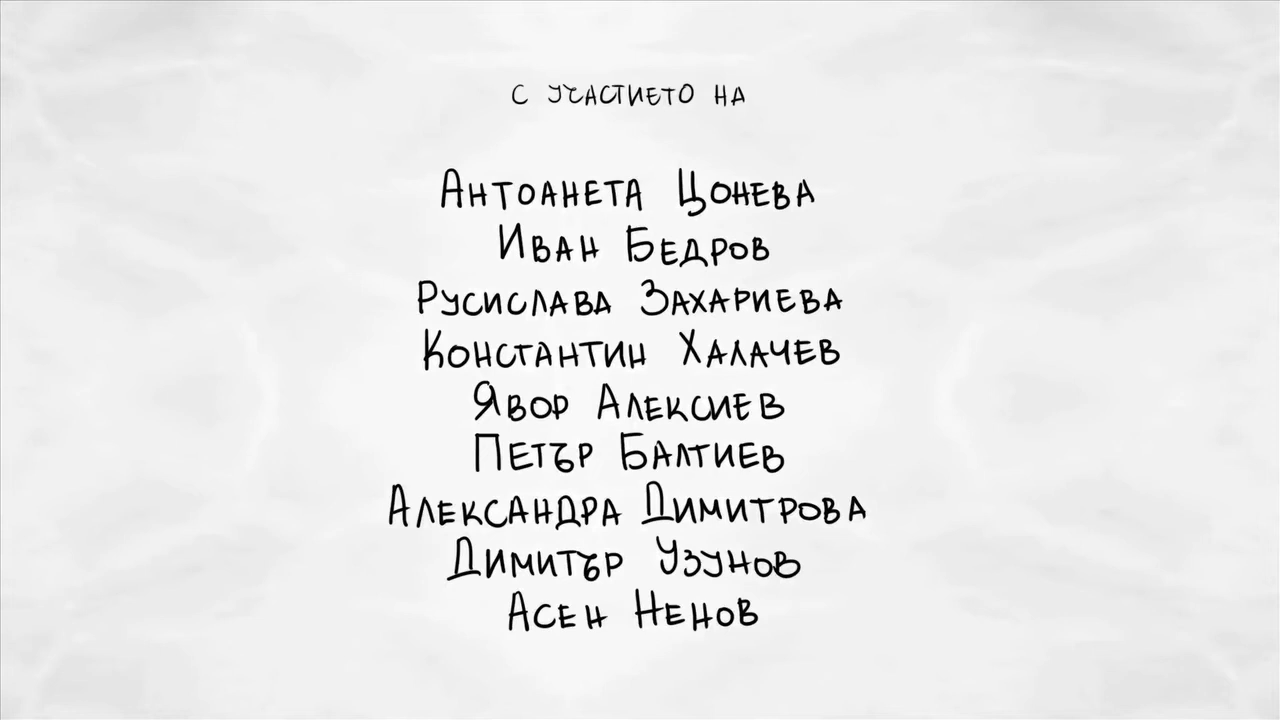 С УЧАСТИЕТО НА
АНТОАНЕТА ЦОНЕВА
ИВАН БЕДРОВ
РУСИСЛАВА ЗАХАРИЕВА
КОНСТАНТИН ХАЛАЧЕВ
ЯВОР АЛЕКСИЕВ
ПЕТЪР БАЛТИЕВ
АЛЕКСАНДРА ДИМИТРОВА
ДИМИТЪР УЗУНОВ
АСЕН НЕНОВ